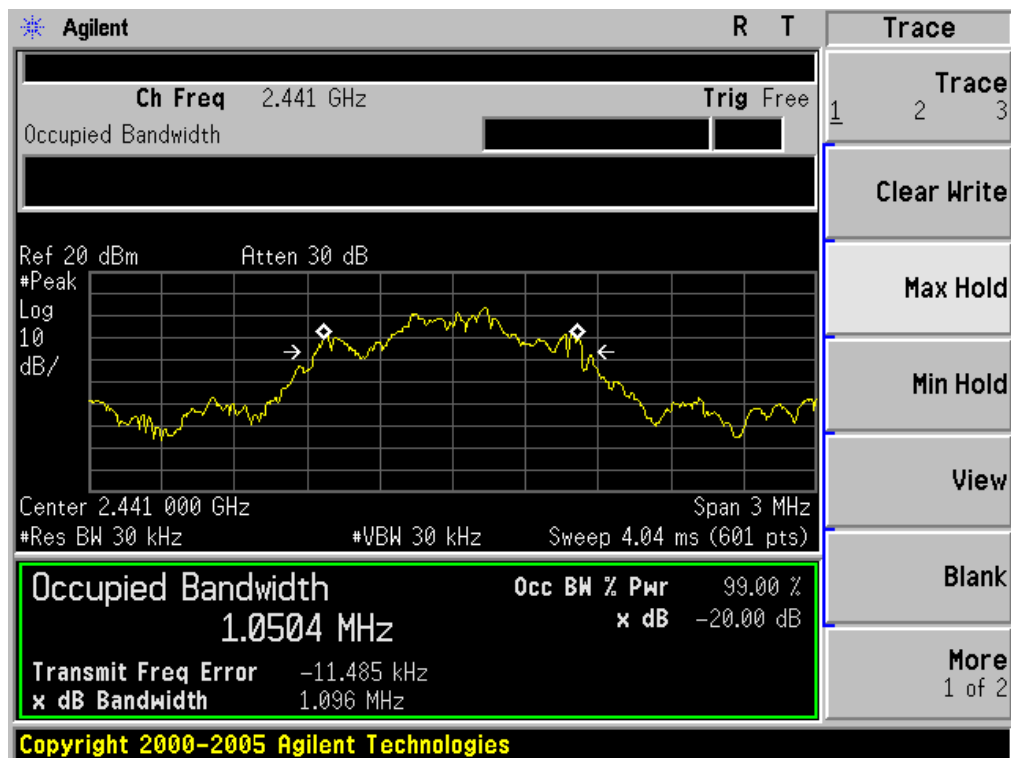 Agilent R T
Ch Freq 2.441 GHz Trig Free
Occupied Bandwidth
Ref 20 dBm Atten 30 dB
#Peak
Log
10
dB/
Center 2.441 000 GHz Span 3 MHz
#Res BW 30 kHz #VBW 30 kHz Sweep 4.04 ms (601 pts)
Occupied Bandwidth Occ BW % Pwr 99.00 %
1.0504 MHz x dB -20.00 dB
Transmit Freq Error -11.485 kHz
x dB Bandwidth 1.096 MHz
Copyright 2000-2005 Agilent Technologies
Trace
Trace
1 2 3
Clear Write
Max Hold
Min Hold
View
Blank
More
1 of 2